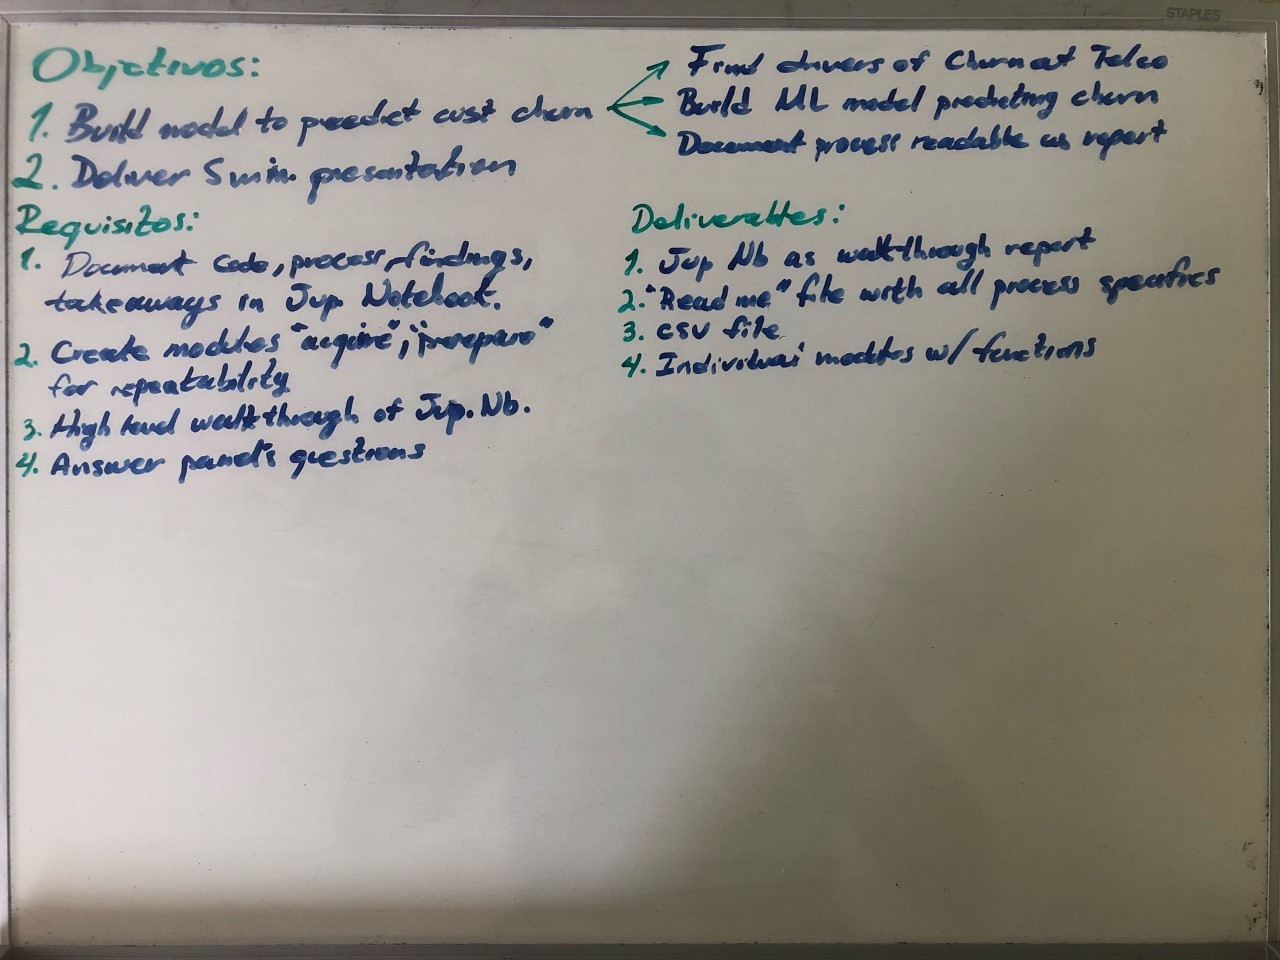 STAPLES
Objetivos:
1. Build model to predict cust churn
2. Deliver 5 min. presentation
Find drivers of Churn at Telco
Build ML model predicting churn
Document process readable as report
Requisitos:
1. Document code, process, findings,
takeaways in Jup Notebook.
2. Create modules "acquire", "prepare"
for repeatability
3. High level walkthrough of Jup. Nb.
4. Answer panel's questions
Deliverables:
1. Jup Nb as walkthrough report
2. "Read me" file with all process specifics
3. CSV file
4. Individual modules w/ functions